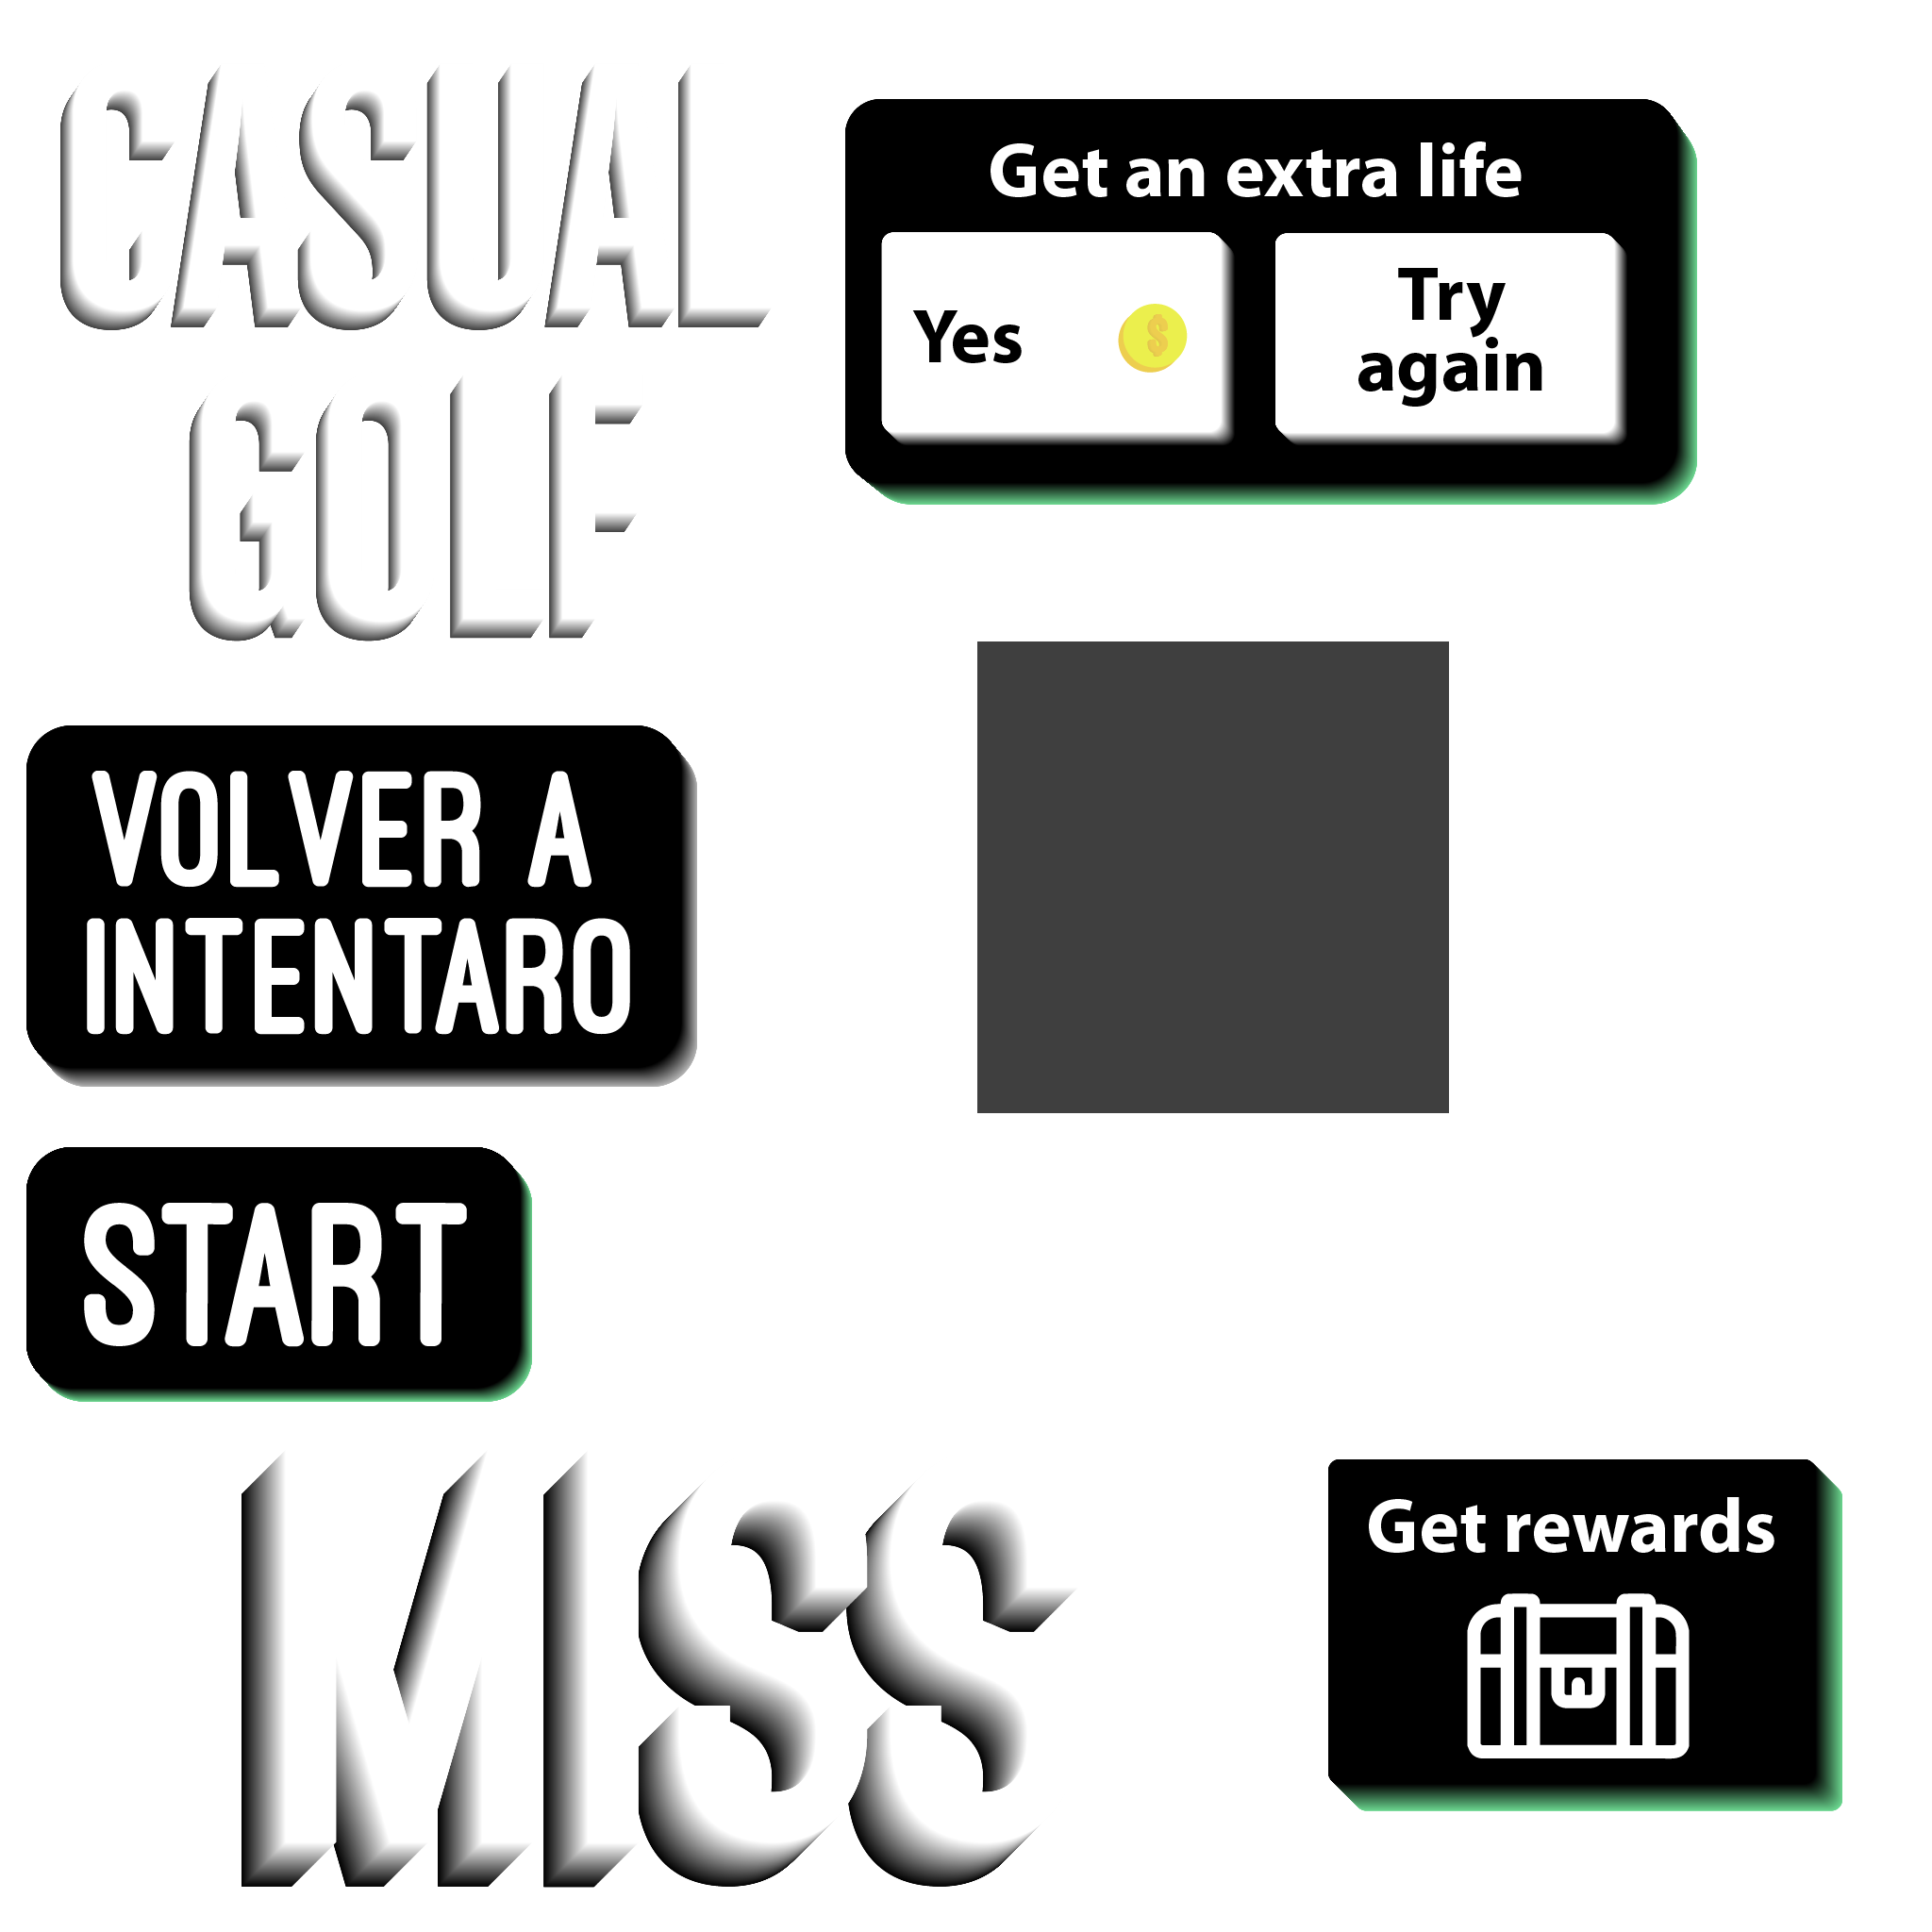 CASUAL
GOLF
Get an extra life
Yes $
Try
again
VOLVER A
INTENTARO
START
MISS
Get rewards